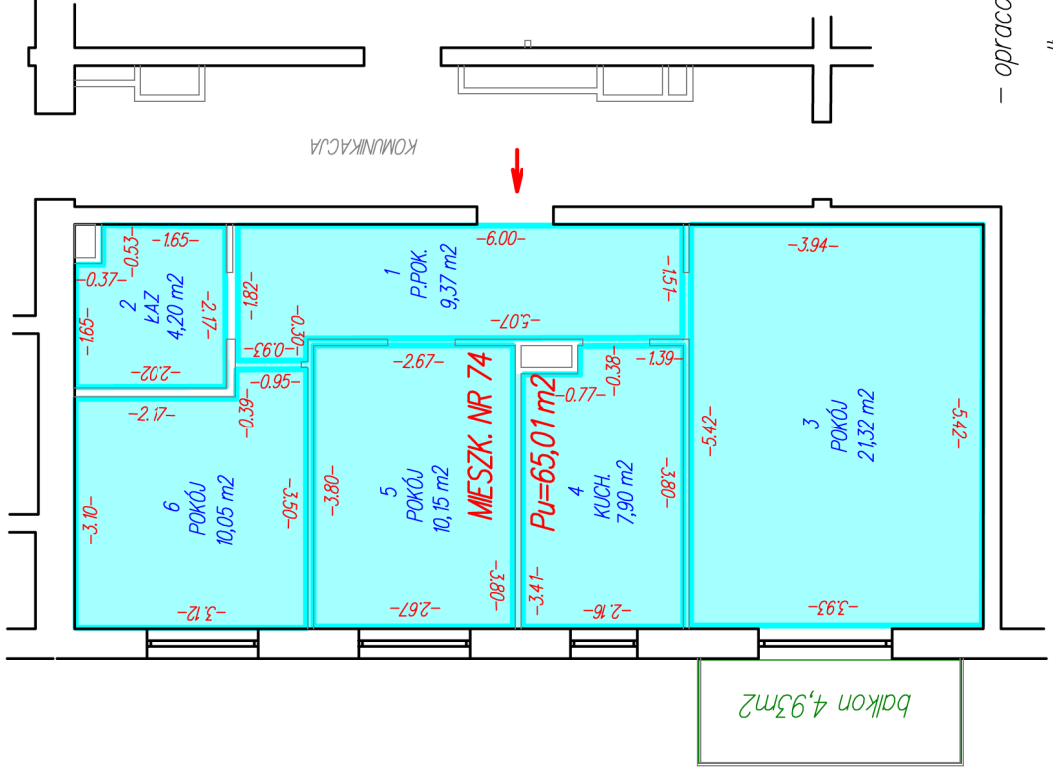 – opracc
KOMUNIKACJA
–1.65–
–0.53–
–0.37–
–1.65–
2
ŁAZ
4,20 m2
–2.17–
–2.02–
–6.00–
1
P.POK.
9,37 m2
–1.82–
–0.30–
–0.93–
–5.07–
–1.51–
–3.94–
3
POKÓJ
21,32 m2
–5.42–
–5.42–
–3.93–
–2.17–
–0.95–
–0.39–
6
POKÓJ
10,05 m2
–3.10–
–3.50–
–3.12–
–2.67–
–3.80–
5
POKÓJ
10,15 m2
–3.80–
–2.67–
MIESZK. NR 74
Pu=65,01 m2
–1.39–
–0.38–
–0.77–
4
KUCH.
7,90 m2
–3.80–
–3.41–
–2.16–
balkon 4,93m2